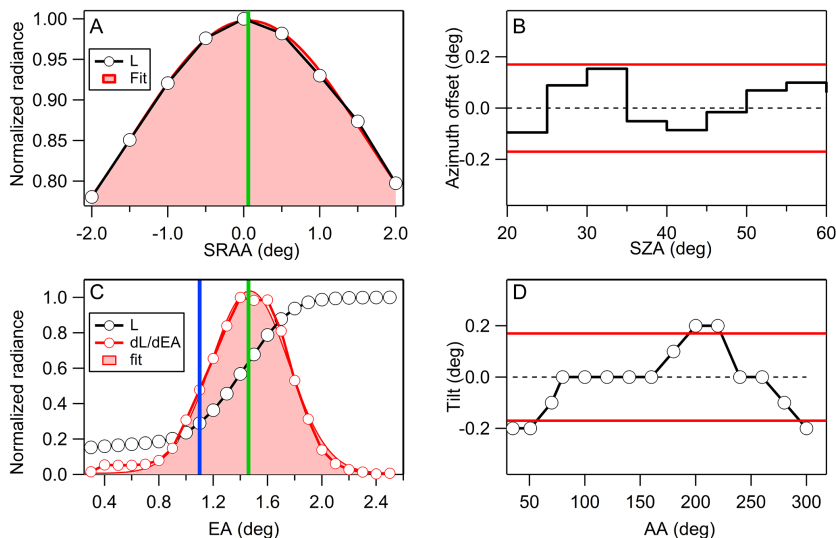 A
Normalized radiance
1.00
0.95
0.90
0.85
0.80
L
Fit
-2.0 -1.0 0.0 1.0 2.0
SRAA (deg)
B
Azimuth offset (deg)
0.2
0.0
-0.2
20 30 40 50 60
SZA (deg)
C
Normalized radiance
1.0
0.8
0.6
0.4
0.2
0.0
L
dL/dEA
fit
0.4 0.8 1.2 1.6 2.0 2.4
EA (deg)
D
Tilt (deg)
0.2
0.0
-0.2
50 100 150 200 250 300
AA (deg)